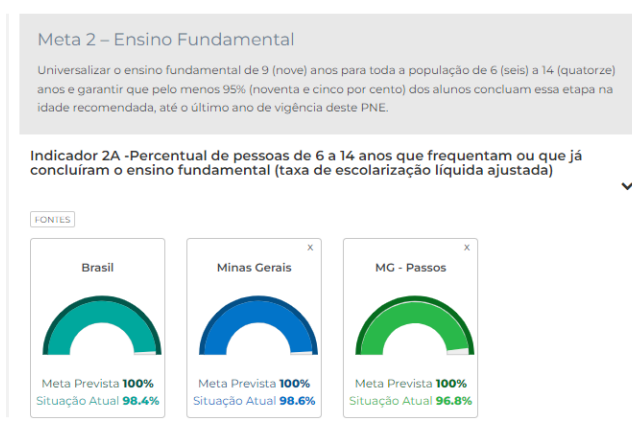 Meta 2 – Ensino Fundamental
Universalizar o ensino fundamental de 9 (nove) anos para toda a população de 6 (seis) a 14 (quatorze)
anos e garantir que pelo menos 95% (noventa e cinco por cento) dos alunos concluam essa etapa na
idade recomendada, até o último ano de vigência deste PNE.
Indicador 2A -Percentual de pessoas de 6 a 14 anos que frequentam ou que já
concluíram o ensino fundamental (taxa de escolarização líquida ajustada)
FONTES
Brasil
Meta Prevista 100%
Situação Atual 98.4%
x
Minas Gerais
Meta Prevista 100%
Situação Atual 98.6%
x
MG - Passos
Meta Prevista 100%
Situação Atual 96.8%